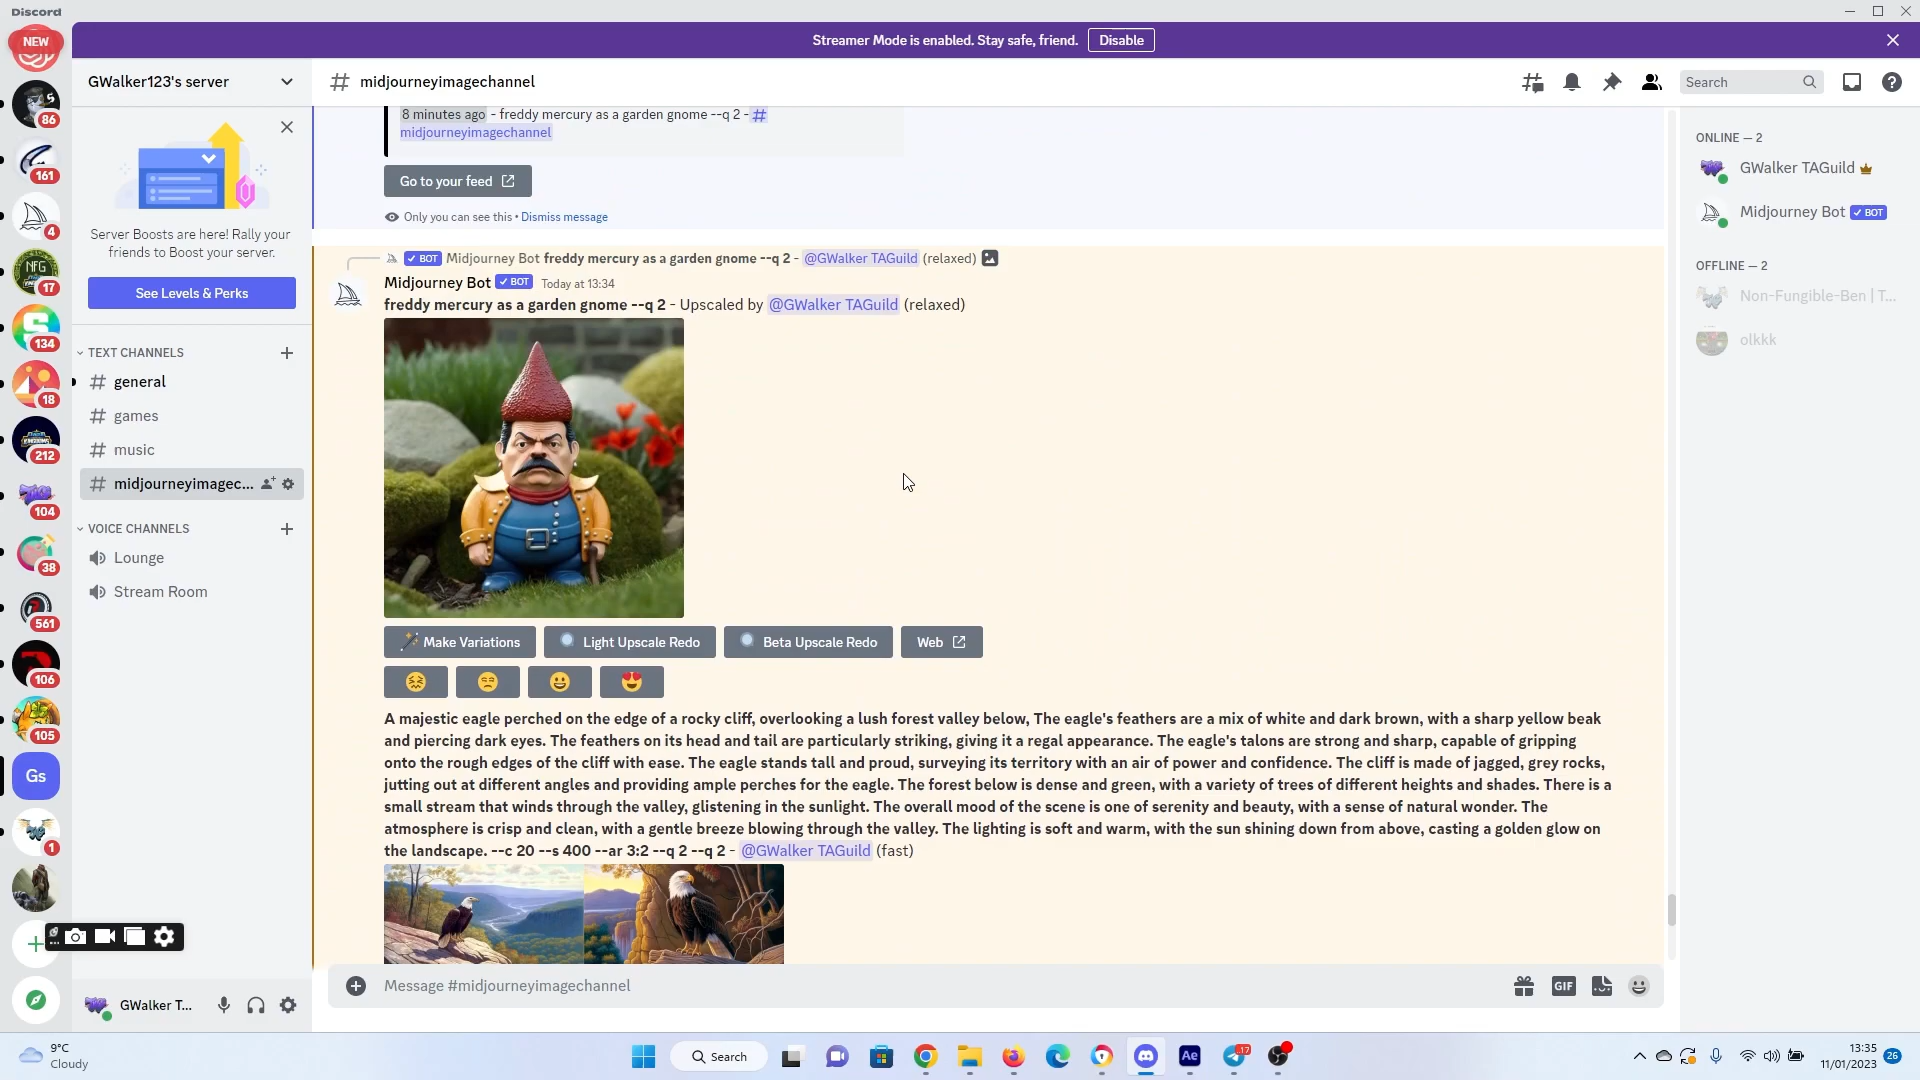 Discord
Streamer Mode is enabled. Stay safe, friend. Disable
NEW
86
161
4
17
134
18
212
104
38
561
106
105
Gs
1
GWalker123's server
Server Boosts are here! Rally your
friends to Boost your server.
See Levels & Perks
TEXT CHANNELS
general
games
music
midjourneyimagec...
VOICE CHANNELS
Lounge
Stream Room
GWalker T...
# midjourneyimagechannel
Search
8 minutes ago - freddy mercury as a garden gnome --q 2 - #
midjourneyimagechannel
Go to your feed
Only you can see this • Dismiss message
BOT Midjourney Bot freddy mercury as a garden gnome --q 2 - @GWalker TAGuild (relaxed)
Midjourney Bot BOT Today at 13:34
freddy mercury as a garden gnome --q 2 - Upscaled by @GWalker TAGuild (relaxed)
Make Variations Light Upscale Redo Beta Upscale Redo Web
A majestic eagle perched on the edge of a rocky cliff, overlooking a lush forest valley below, The eagle's feathers are a mix of white and dark brown, with a sharp yellow beak
and piercing dark eyes. The feathers on its head and tail are particularly striking, giving it a regal appearance. The eagle's talons are strong and sharp, capable of gripping
onto the rough edges of the cliff with ease. The eagle stands tall and proud, surveying its territory with an air of power and confidence. The cliff is made of jagged, grey rocks,
jutting out at different angles and providing ample perches for the eagle. The forest below is dense and green, with a variety of trees of different heights and shades. There is a
small stream that winds through the valley, glistening in the sunlight. The overall mood of the scene is one of serenity and beauty, with a sense of natural wonder. The
atmosphere is crisp and clean, with a gentle breeze blowing through the valley. The lighting is soft and warm, with the sun shining down from above, casting a golden glow on
the landscape. --c 20 --s 400 --ar 3:2 --q 2 --q 2 - @GWalker TAGuild (fast)
Message #midjourneyimagechannel
GIF
ONLINE — 2
GWalker TAGuild
Midjourney Bot BOT
OFFLINE — 2
Non-Fungible-Ben | T...
olkkk
9°C
Cloudy
Search
Ae
17
13:35
11/01/2023
26